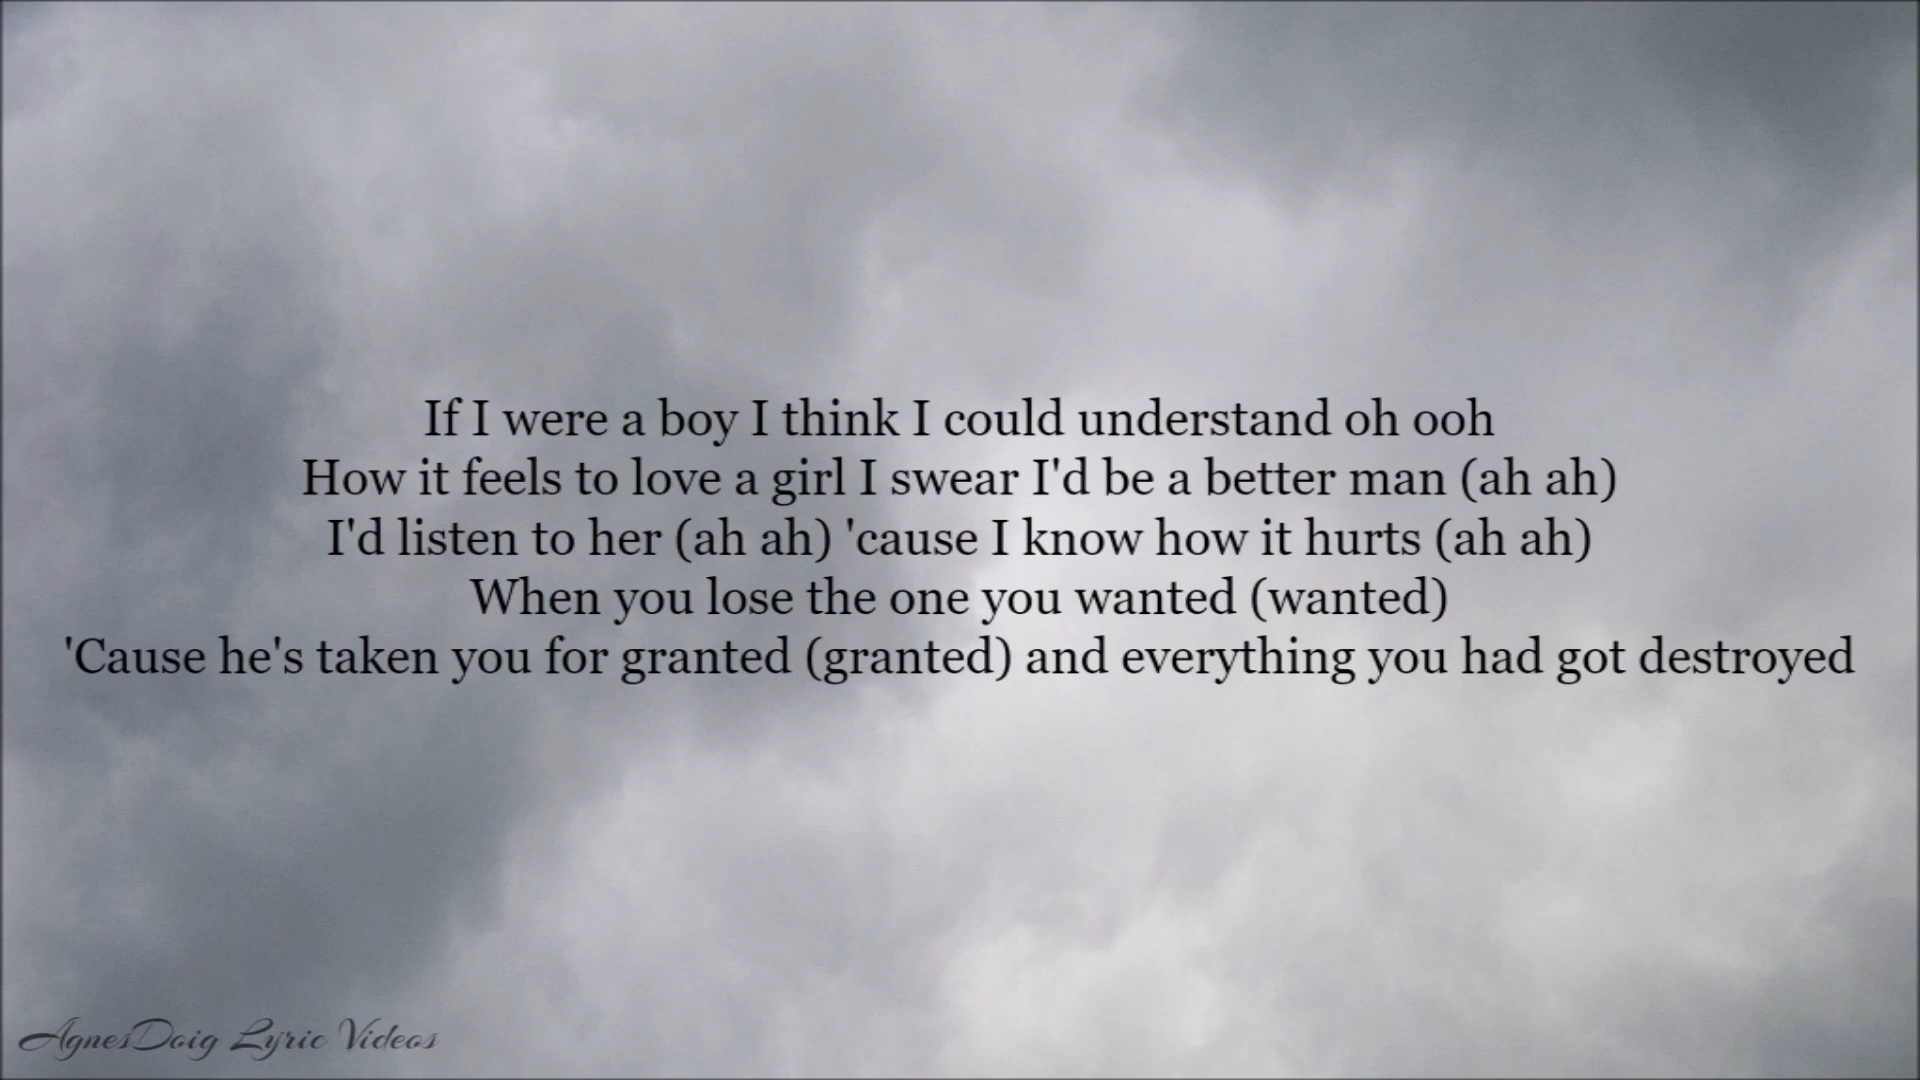 If I were a boy I think I could understand oh ooh
How it feels to love a girl I swear I'd be a better man (ah ah)
I'd listen to her (ah ah) 'cause I know how it hurts (ah ah)
When you lose the one you wanted (wanted)
'Cause he's taken you for granted (granted) and everything you had got destroyed
AgnesDoig Lyric Videos